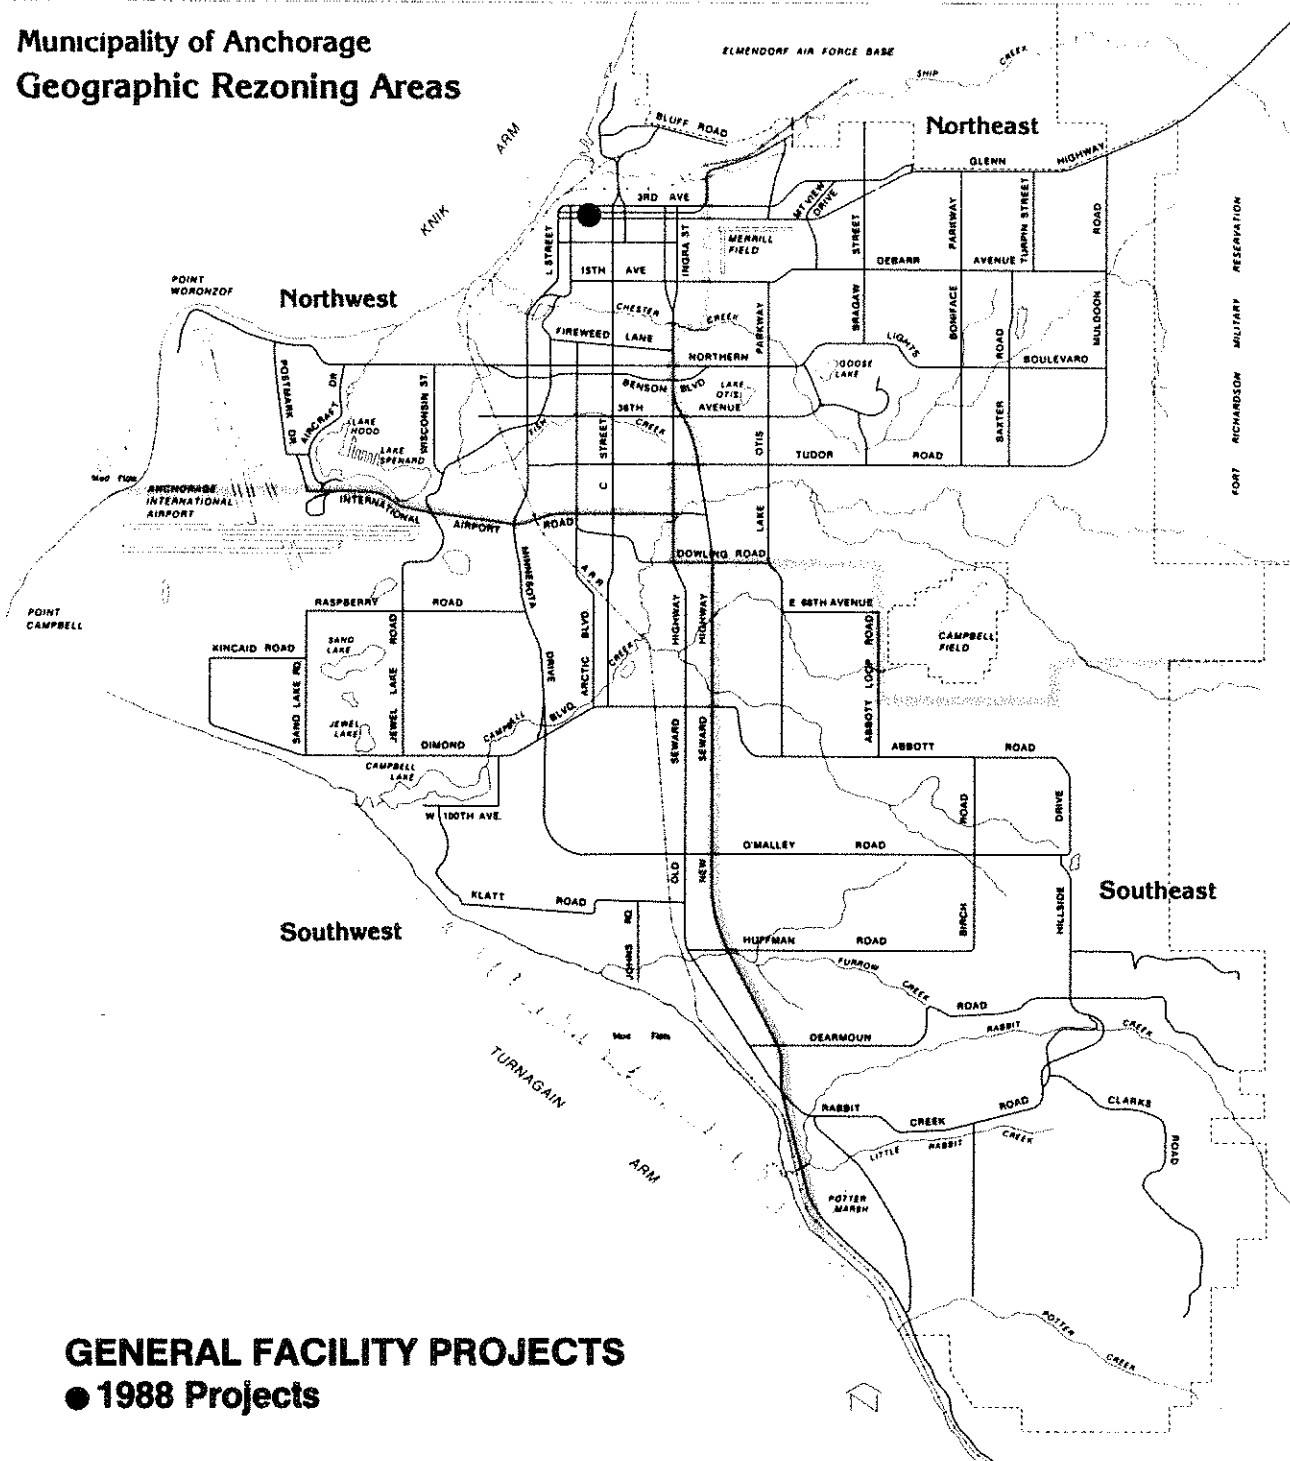 Municipality of Anchorage
Geographic Rezoning Areas
ELMENDORF AIR FORCE BASE
SHIP CREEK
KNIK ARM
BLUFF ROAD
Northeast
GLENN HIGHWAY
3RD AVE
MT VIEW DRIVE
L STREET
INGRA ST
MERRILL FIELD
BRAGAW STREET
BONIFACE PARKWAY
TURPIN STREET
MULDOON ROAD
FORT RICHARDSON MILITARY RESERVATION
DEBARR AVENUE
15TH AVE
POINT WORONZOF
Northwest
CHESTER CREEK
FIREWEED LANE
NORTHERN LIGHTS BOULEVARD
LAKE OTIS PARKWAY
BENSON BLVD
LAKE OTIS
GOOSE LAKE
BAXTER ROAD
POSTMARK DR
AIRCRAFT RD
WISCONSIN ST
LAKE HOOD
LAKE SPENARD
36TH AVENUE
FISH CREEK
C STREET
TUDOR ROAD
Mud Flats
ANCHORAGE INTERNATIONAL AIRPORT
INTERNATIONAL AIRPORT ROAD
DOWLING ROAD
MINNESOTA DRIVE
A.R.R.
ARCTIC BLVD.
POINT CAMPBELL
RASPBERRY ROAD
E 68TH AVENUE
ABBOTT LOOP ROAD
CAMPBELL FIELD
KINCAID ROAD
SAND LAKE
SAND LAKE RD
JEWEL LAKE ROAD
JEWEL LAKE
CAMPBELL CREEK
DIMOND BLVD
CAMPBELL LAKE
OLD SEWARD HIGHWAY
NEW SEWARD HIGHWAY
ABBOTT ROAD
W 100TH AVE.
O'MALLEY ROAD
BIRCH ROAD
HILLSIDE DRIVE
Southeast
KLATT ROAD
Southwest
JOHNS RD
HUFFMAN ROAD
FURROW CREEK
DEARMOUN ROAD
RABBIT CREEK
Mud Flats
TURNAGAIN ARM
RABBIT CREEK ROAD
CLARKS ROAD
LITTLE RABBIT CREEK
POTTER MARSH
POTTER CREEK
GENERAL FACILITY PROJECTS
● 1988 Projects